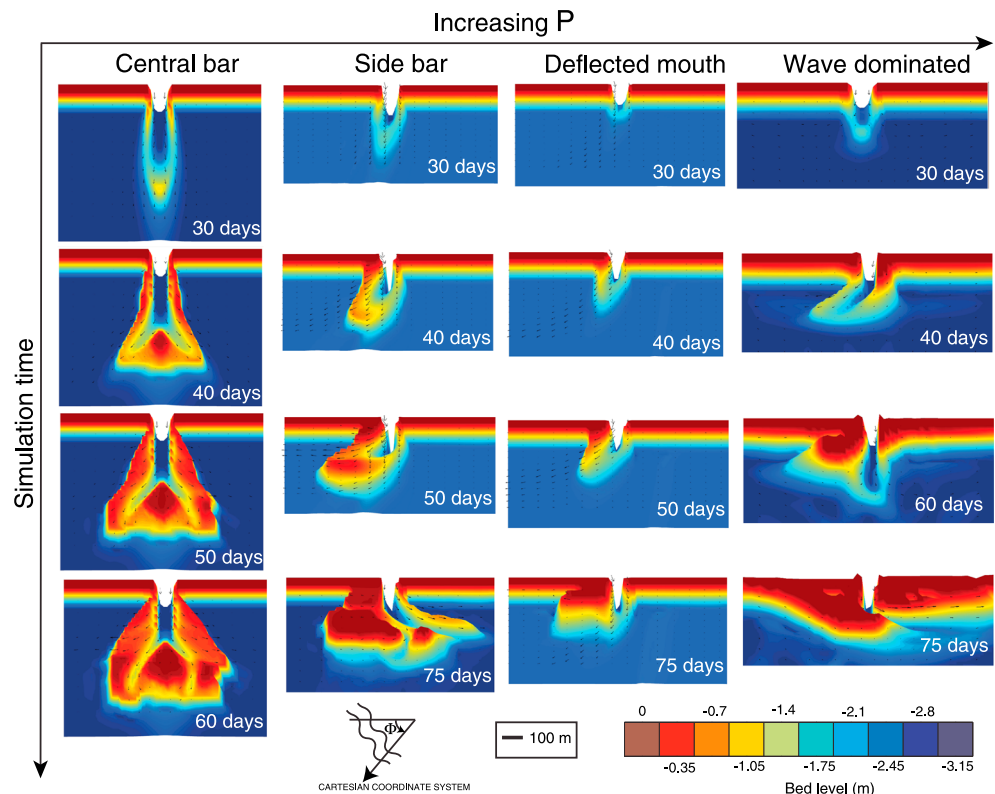 Increasing P
Central bar
Side bar
Deflected mouth
Wave dominated
Simulation time
30 days
30 days
30 days
30 days
40 days
40 days
40 days
40 days
50 days
50 days
50 days
60 days
60 days
75 days
75 days
75 days
Φ
CARTESIAN COORDINATE SYSTEM
100 m
0 -0.7 -1.4 -2.1 -2.8
-0.35 -1.05 -1.75 -2.45 -3.15
Bed level (m)